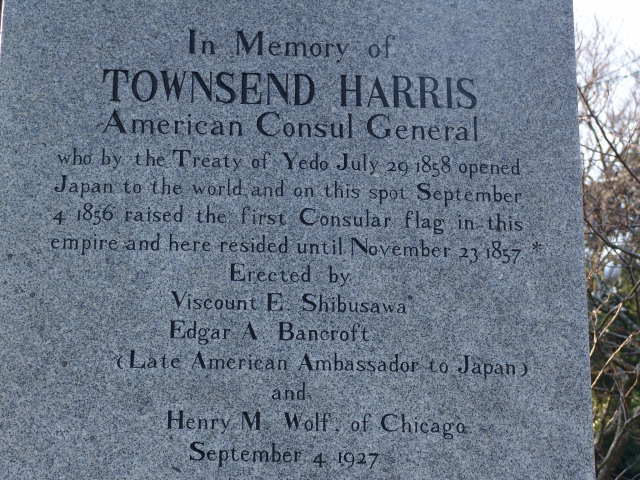 In Memory of
TOWNSEND HARRIS
American Consul General
who by the Treaty of Yedo July 29 1858 opened
Japan to the world and on this spot September
4 1856 raised the first Consular flag in this
empire and here resided until November 23 1857 *
Erected by
Viscount E. Shibusawa
Edgar A. Bancroft
(Late American Ambassador to Japan)
and
Henry M. Wolf, of Chicago
September 4 1927